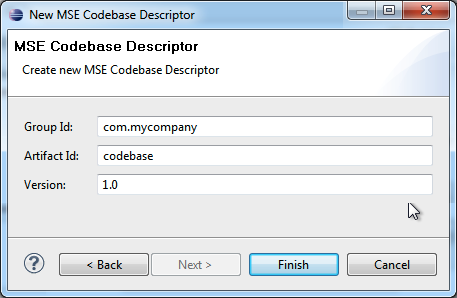 New MSE Codebase Descriptor
MSE Codebase Descriptor
Create new MSE Codebase Descriptor
Group Id: com.mycompany
Artifact Id: codebase
Version: 1.0
? < Back Next > Finish Cancel